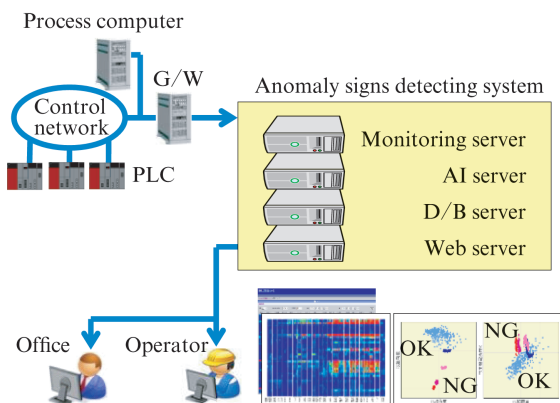 Process computer
G/W
Anomaly signs detecting system
Control
network
PLC
Monitoring server
AI server
D/B server
Web server
Office
Operator
OK
NG
NG
OK